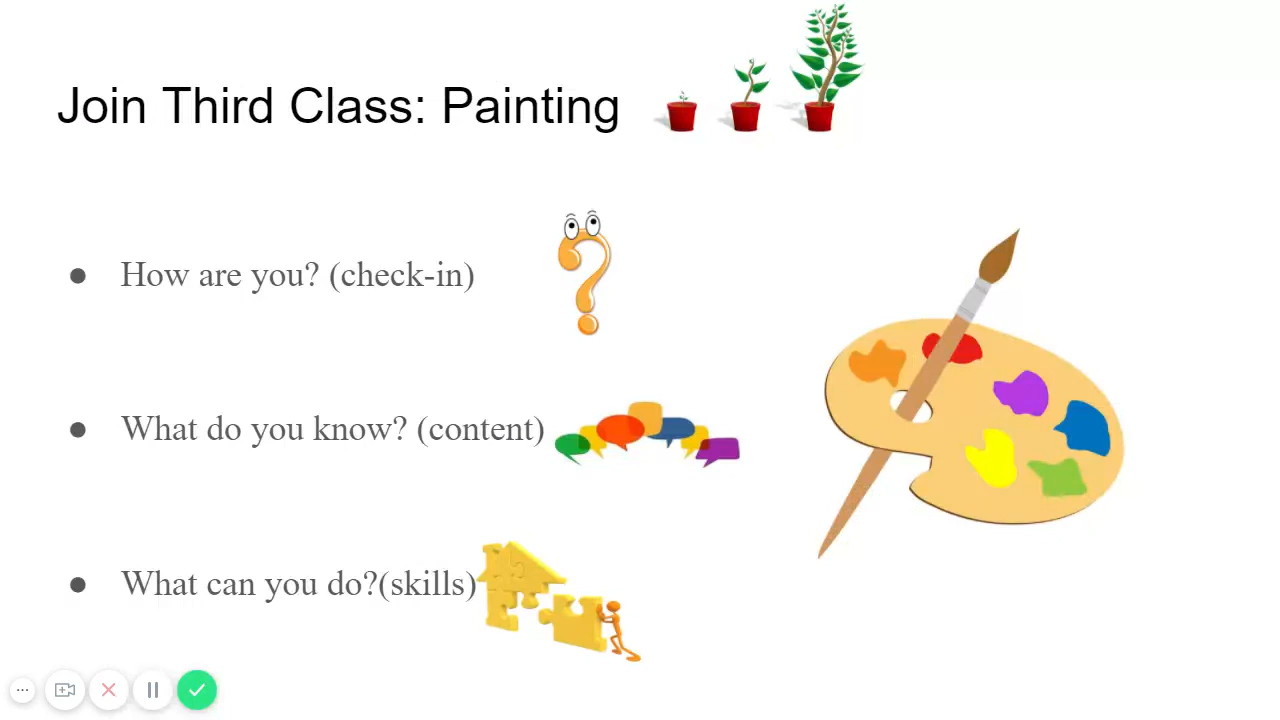 Join Third Class: Painting
● How are you? (check-in)
● What do you know? (content)
● What can you do?(skills)